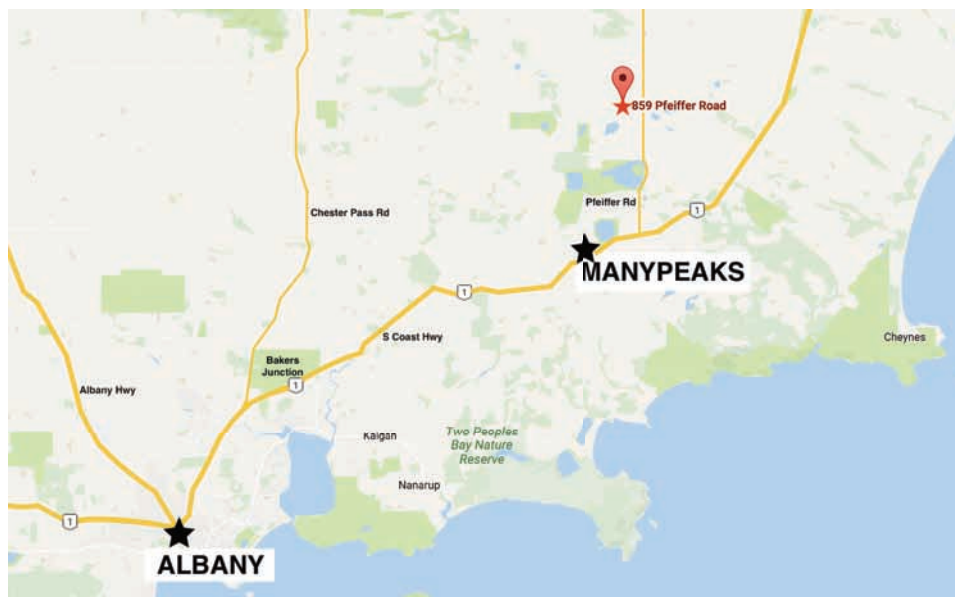 859 Pfeiffer Road
Chester Pass Rd
Pfeiffer Rd
1
MANYPEAKS
1
S Coast Hwy
Cheynes
Bakers
Junction
1
Albany Hwy
Kalgan
Two Peoples
Bay Nature
Reserve
Nanarup
1
ALBANY